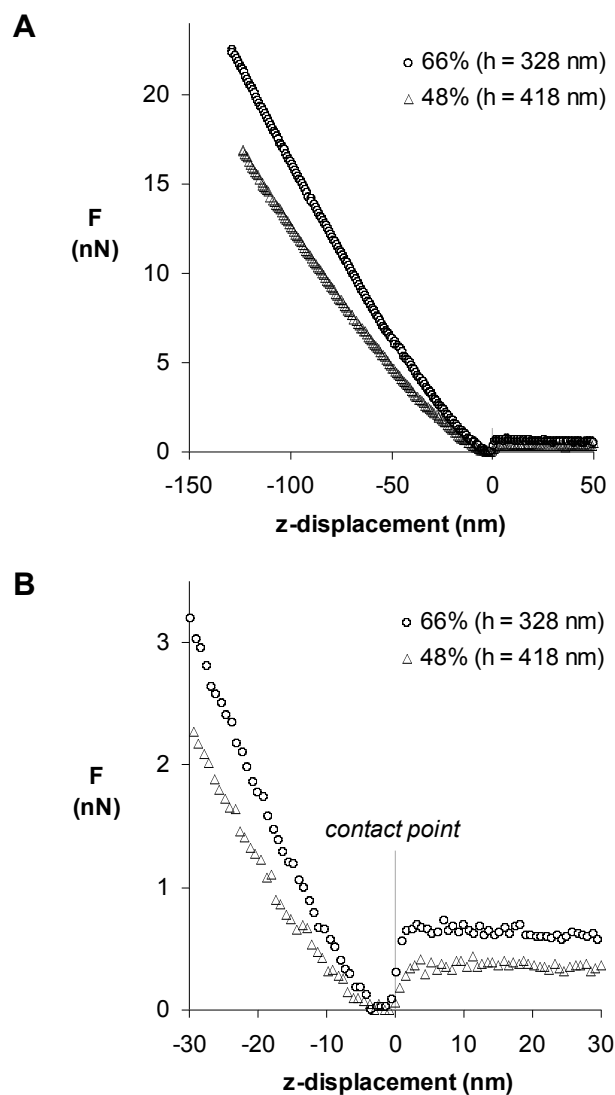 A
66% (h = 328 nm)
48% (h = 418 nm)
20
15
F
(nN)
10
5
0
-150 -100 -50 0 50
z-displacement (nm)
B
66% (h = 328 nm)
48% (h = 418 nm)
3
2
F
(nN)
contact point
1
0
-30 -20 -10 0 10 20 30
z-displacement (nm)